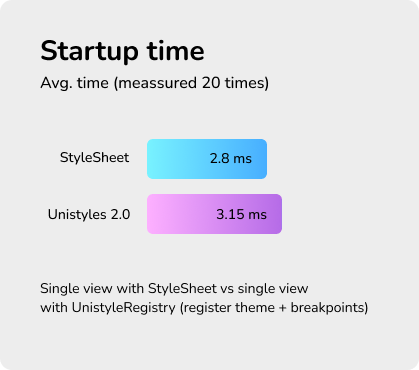 Startup time
Avg. time (meassured 20 times)
StyleSheet 2.8 ms
Unistyles 2.0 3.15 ms
Single view with StyleSheet vs single view
with UnistyleRegistry (register theme + breakpoints)